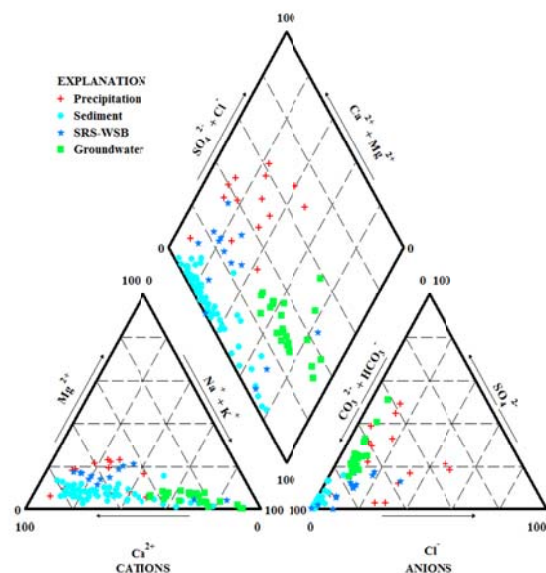 100
EXPLANATION
Precipitation
Sediment
SRS-WSB
Groundwater
SO₄²⁻ + Cl⁻
Ca²⁺ + Mg²⁺
0
0
100 0
0 100
Mg²⁺
Na⁺ + K⁺
CO₃²⁻ + HCO₃⁻
SO₄²⁻
100
0
0
100
100
0
100
0
100
Ca²⁺
CATIONS
Cl⁻
ANIONS